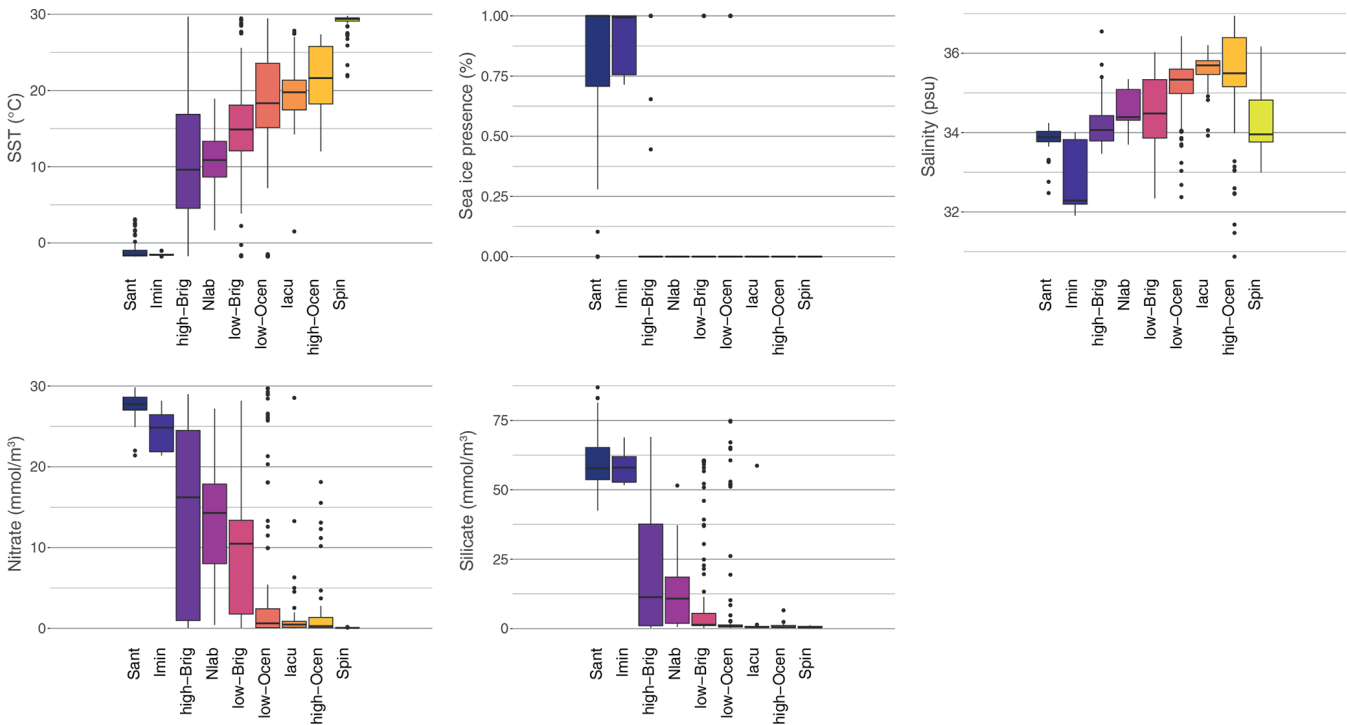 SST (°C)
30
20
10
0
Sant
Imin
high−Brig
Nlab
low−Brig
low−Ocen
Iacu
high−Ocen
Spin
Sea ice presence (%)
1.00
0.75
0.50
0.25
0.00
Sant
Imin
high−Brig
Nlab
low−Brig
low−Ocen
Iacu
high−Ocen
Spin
Salinity (psu)
36
34
32
Sant
Imin
high−Brig
Nlab
low−Brig
low−Ocen
Iacu
high−Ocen
Spin
Nitrate (mmol/m³)
30
20
10
0
Sant
Imin
high−Brig
Nlab
low−Brig
low−Ocen
Iacu
high−Ocen
Spin
Silicate (mmol/m³)
75
50
25
0
Sant
Imin
high−Brig
Nlab
low−Brig
low−Ocen
Iacu
high−Ocen
Spin